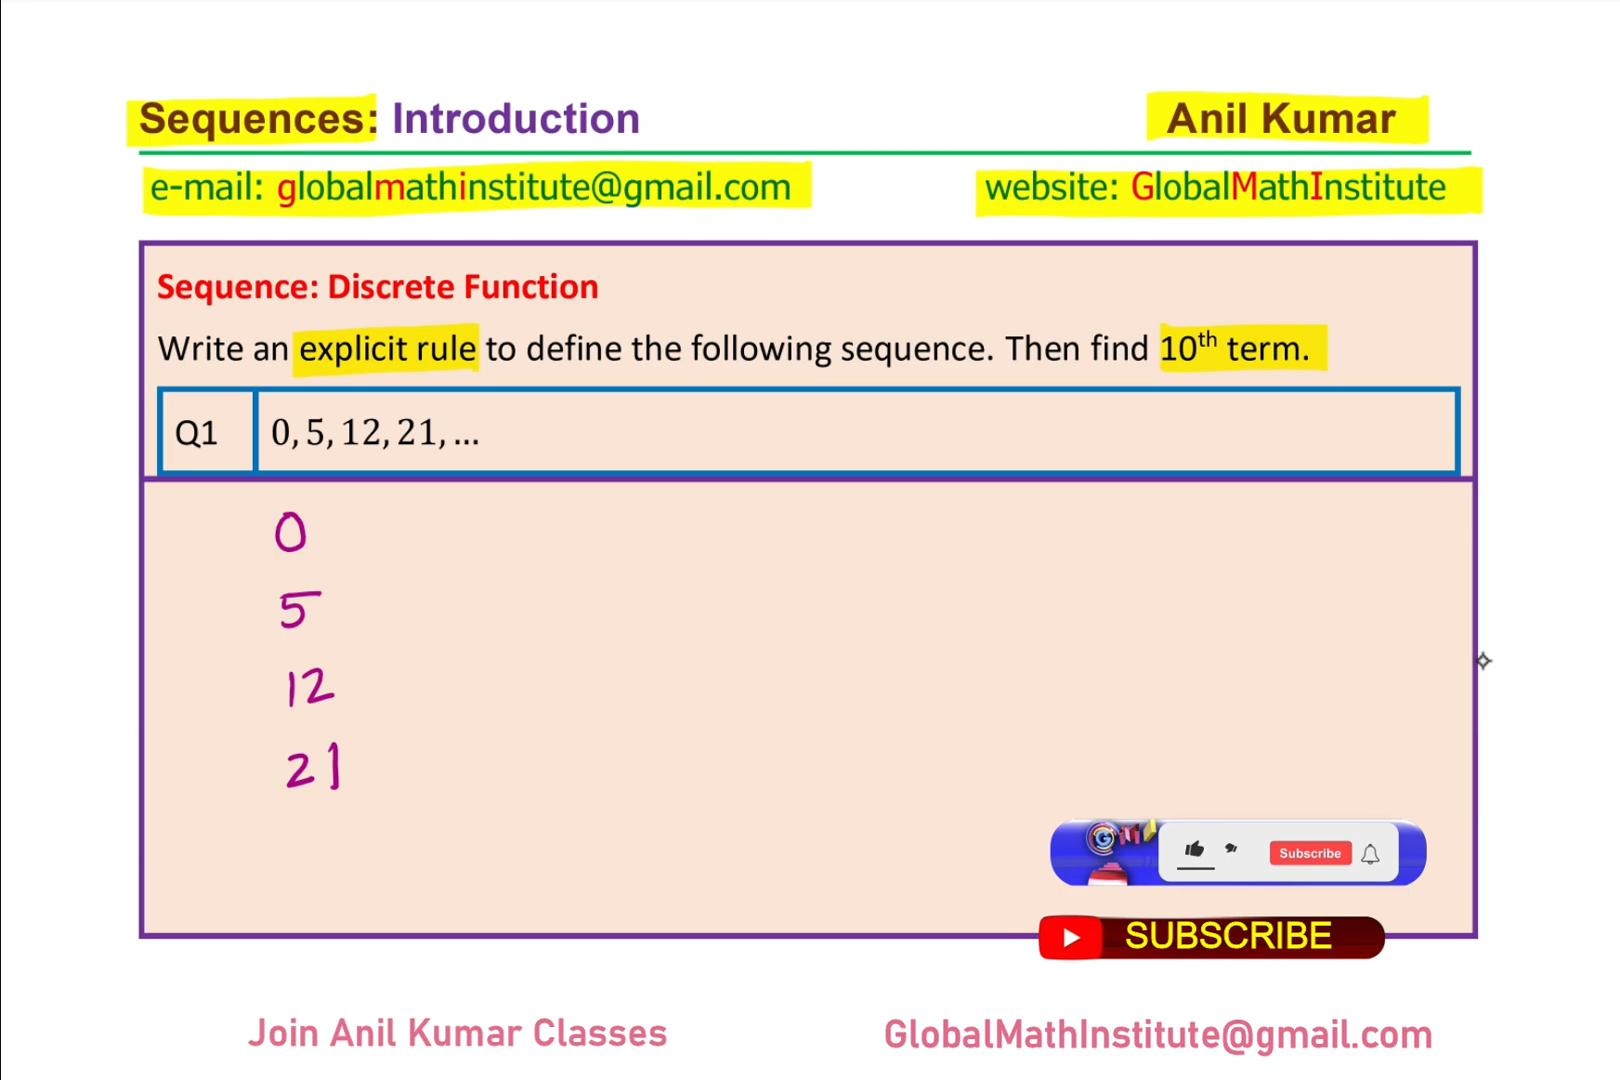 Sequences: Introduction
Anil Kumar
e-mail: globalmathinstitute@gmail.com
website: GlobalMathInstitute
Sequence: Discrete Function
Write an explicit rule to define the following sequence. Then find 10th term.
Q1 0, 5, 12, 21, ...
0
5
12
21
Subscribe
SUBSCRIBE
Join Anil Kumar Classes
GlobalMathInstitute@gmail.com